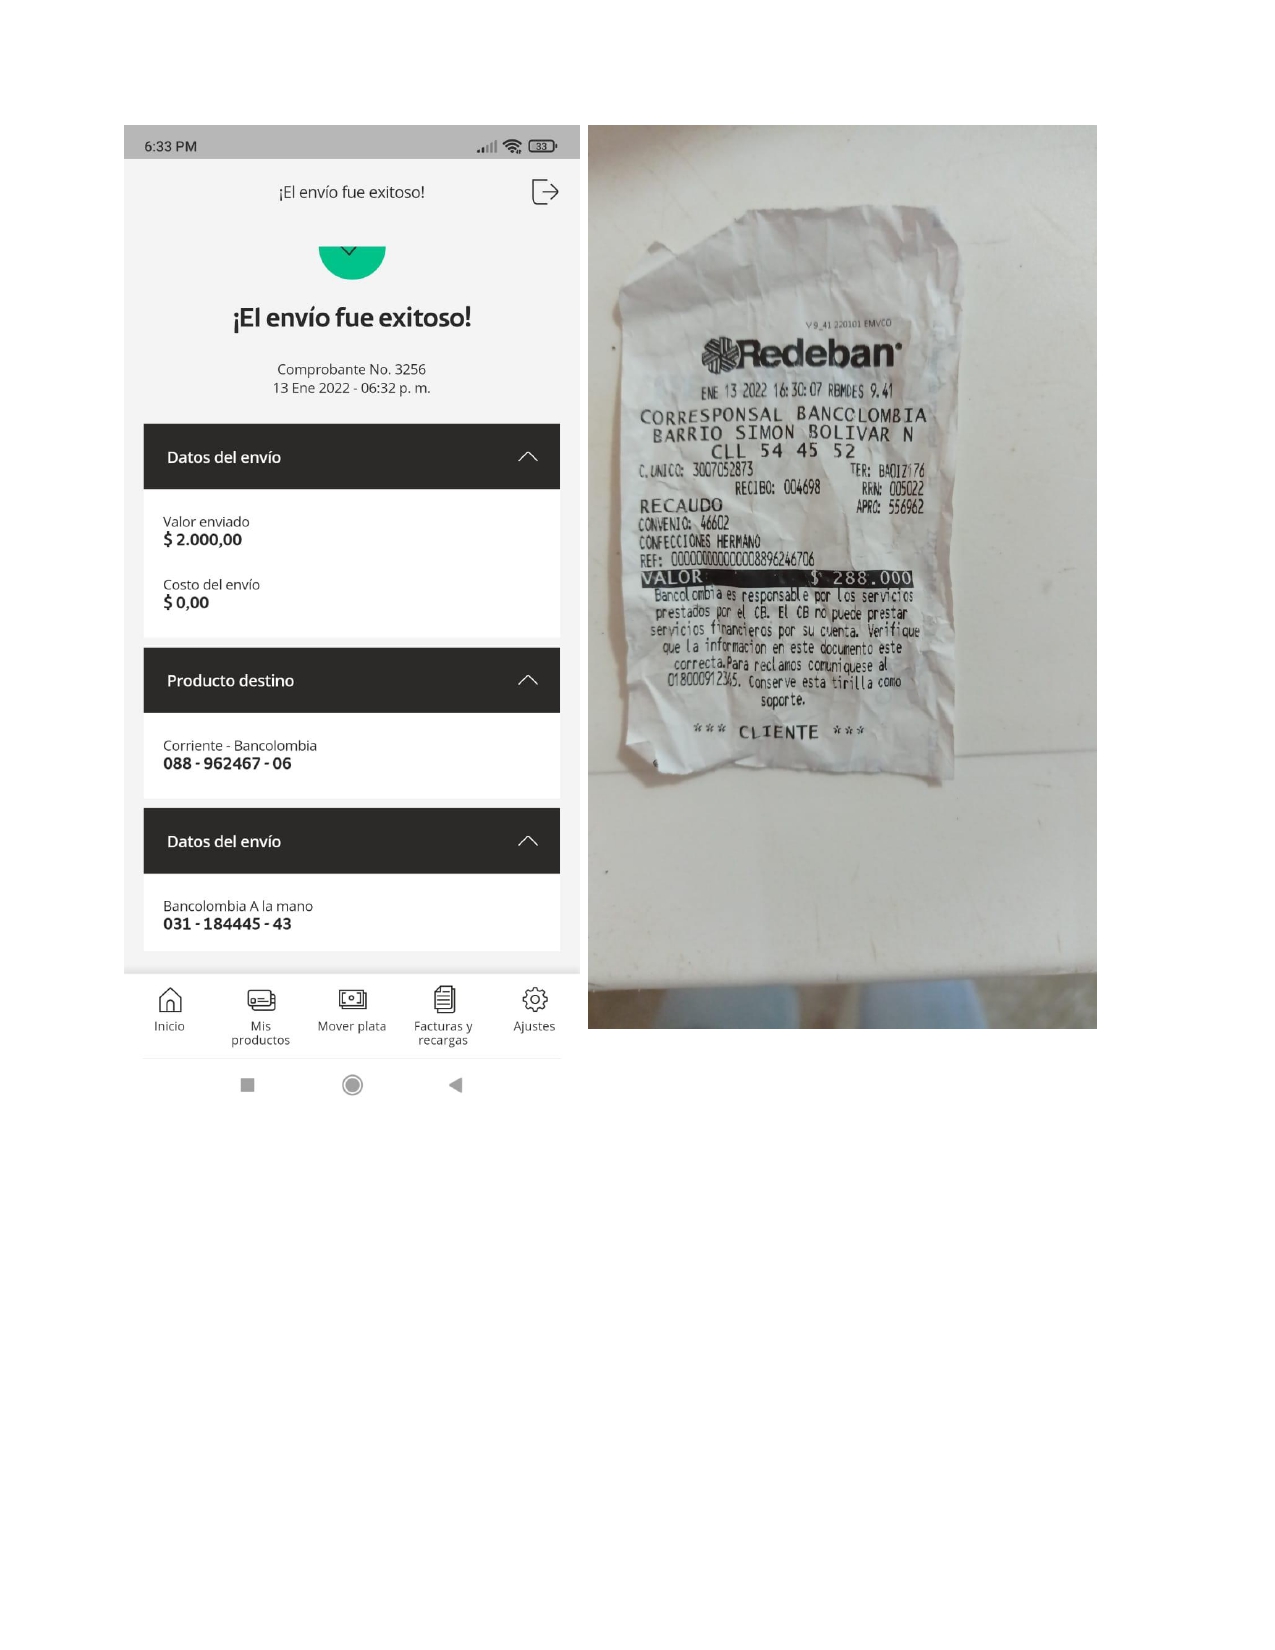 6:33 PM
33
¡El envío fue exitoso!
¡El envío fue exitoso!
Comprobante No. 3256
13 Ene 2022 - 06:32 p. m.
Datos del envío
Valor enviado
$ 2.000,00
Costo del envío
$ 0,00
Producto destino
Corriente - Bancolombia
088 - 962467 - 06
Datos del envío
Bancolombia A la mano
031 - 184445 - 43
Inicio
Mis productos
Mover plata
Facturas y recargas
Ajustes
V9_41 220101 EMVCO
Redeban
ENE 13 2022 16:30:07 RBMDES 9.41
CORRESPONSAL BANCOLOMBIA
BARRIO SIMON BOLIVAR N
CLL 54 45 52
C.UNICO: 3007052873 TER: BAOIZ176
RECIBO: 004698 RRN: 005022
RECAUDO APRO: 556962
CONVENIO: 46602
CONFECCIONES HERMANO
REF: 00000000000008896246706
VALOR $ 288.000
Bancolombia es responsable por los servicios
prestados por el CB. El CB no puede prestar
servicios financieros por su cuenta. Verifique
que la informacion en este documento este
correcta.Para reclamos comuniquese al
018000912345. Conserve esta tirilla como
soporte.
*** CLIENTE ***